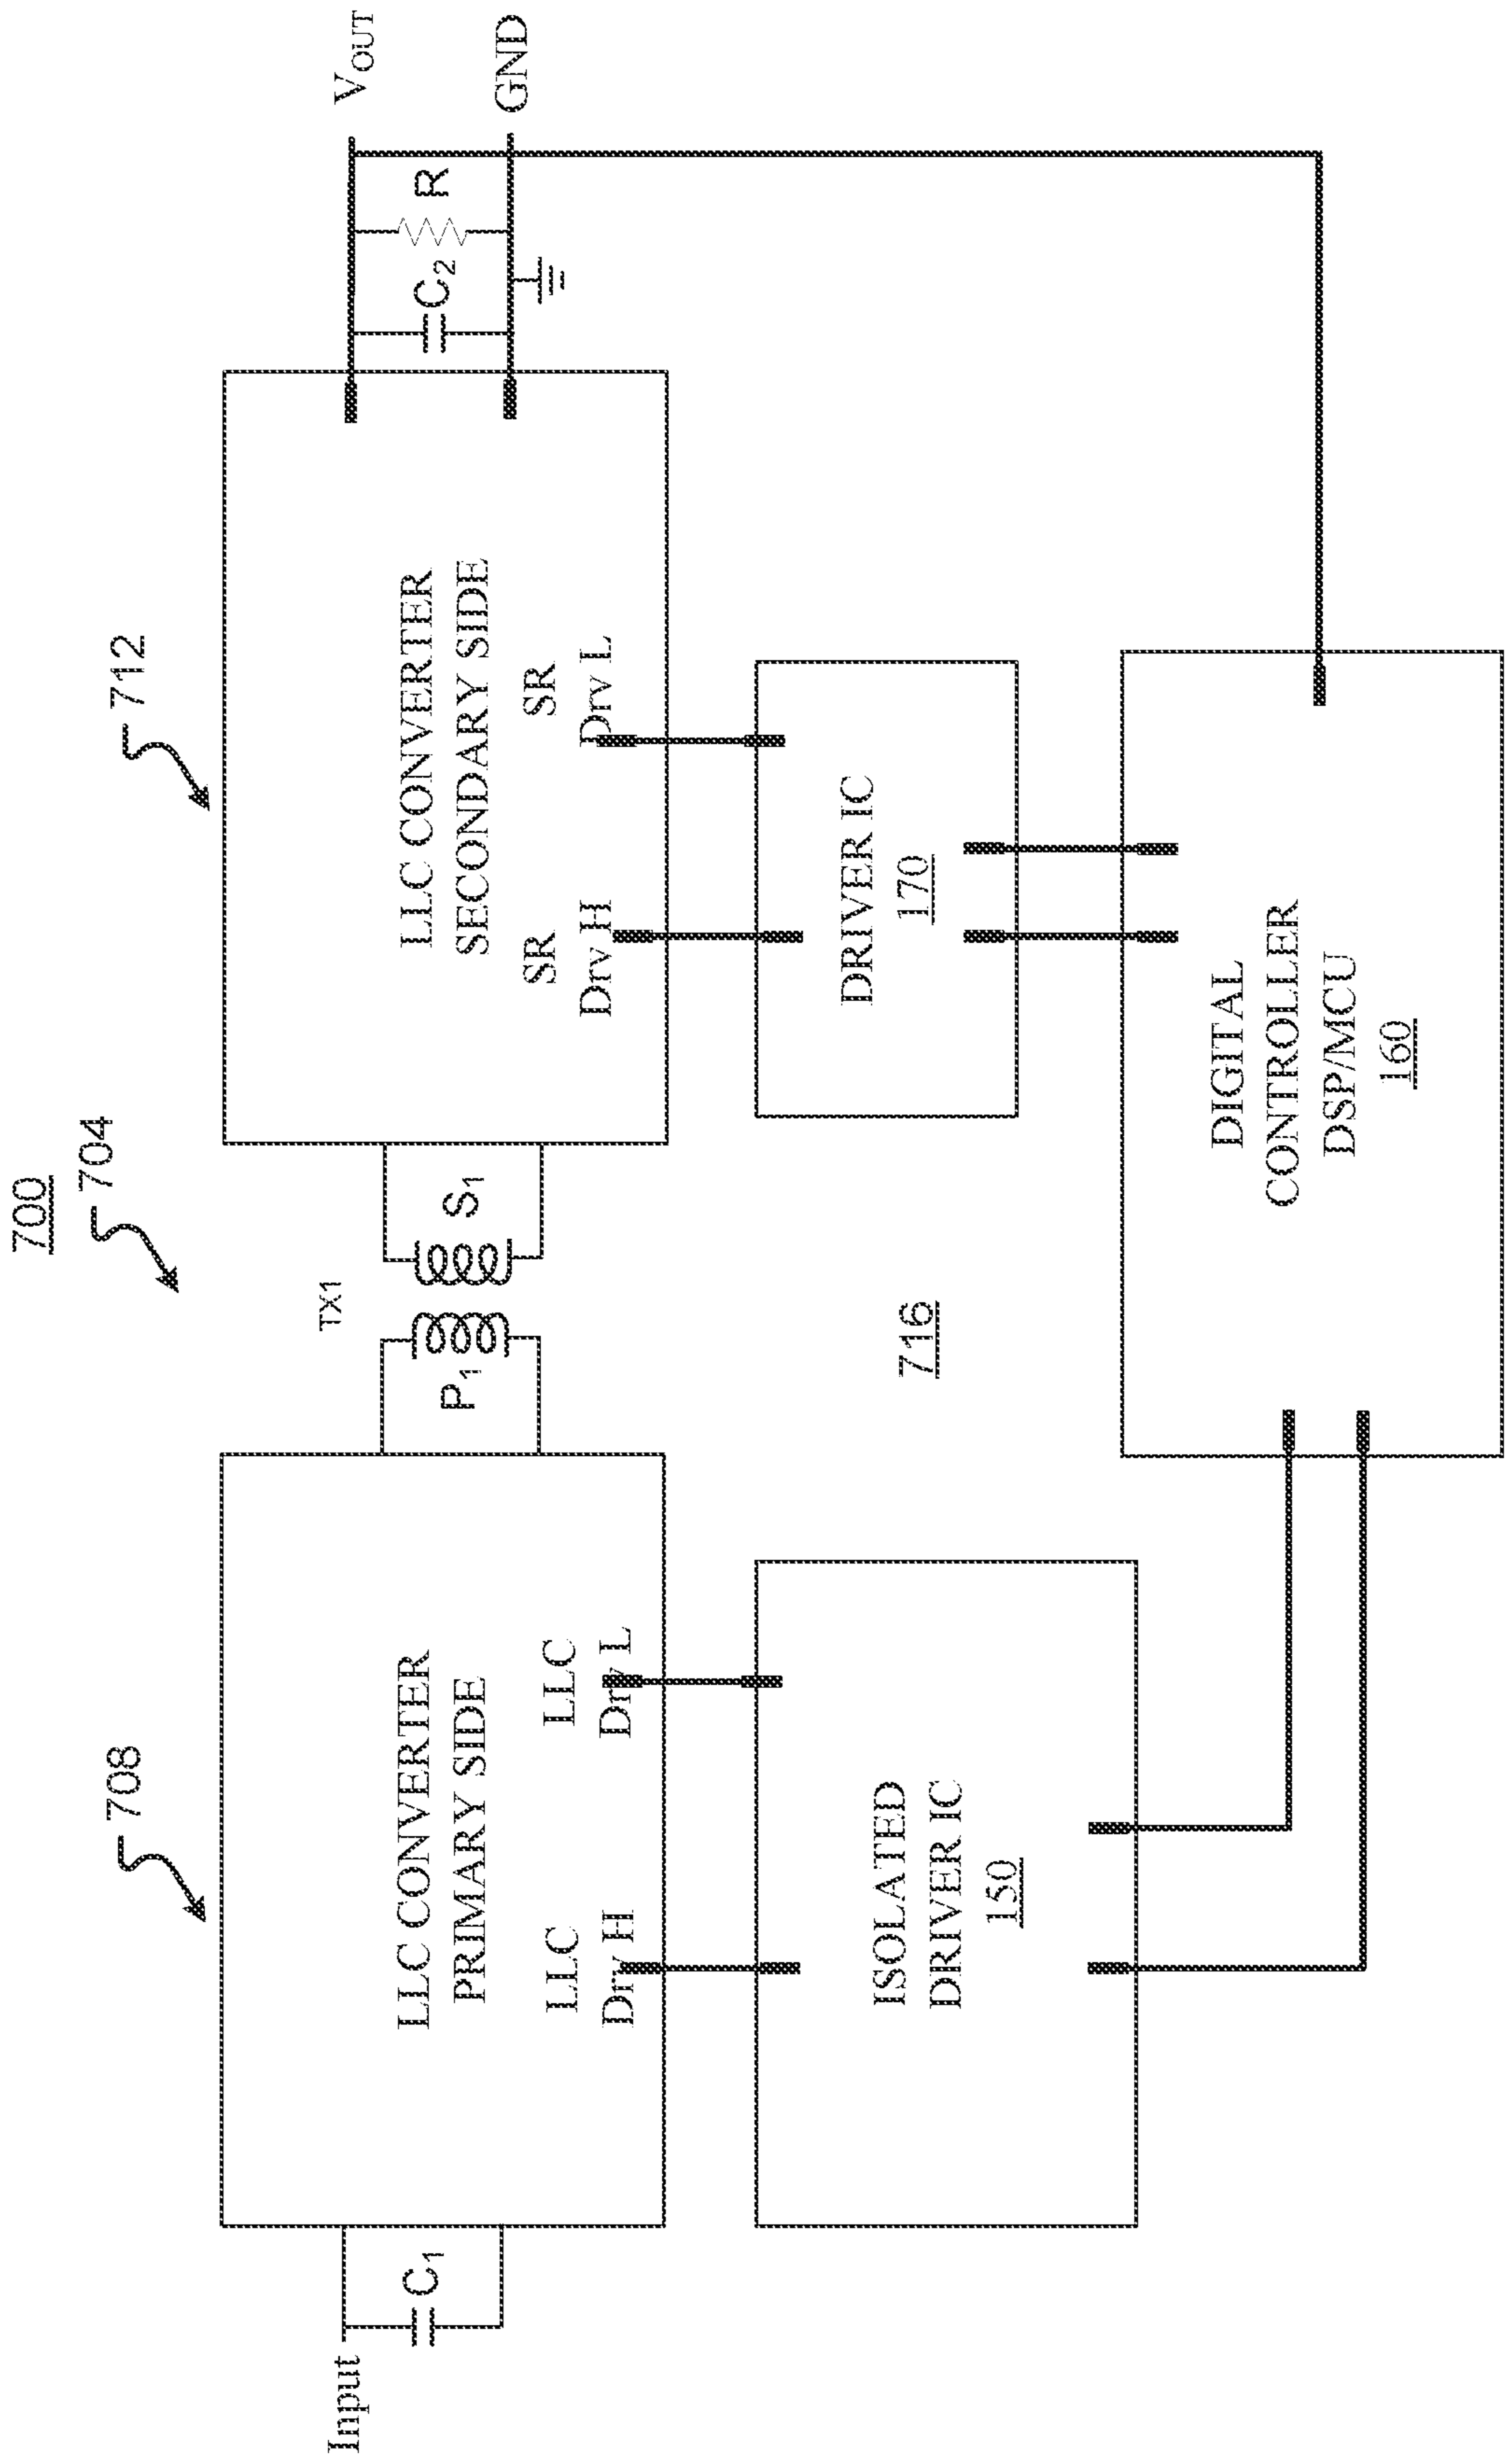 700
704
708
712
Input
C1
LLC CONVERTER
PRIMARY SIDE
LLC
Drv H
LLC
Drv L
TX1
P1
S1
LLC CONVERTER
SECONDARY SIDE
SR
Drv H
SR
Drv L
C2
R
VOUT
GND
716
ISOLATED
DRIVER IC
150
DRIVER IC
170
DIGITAL
CONTROLLER
DSP/MCU
160